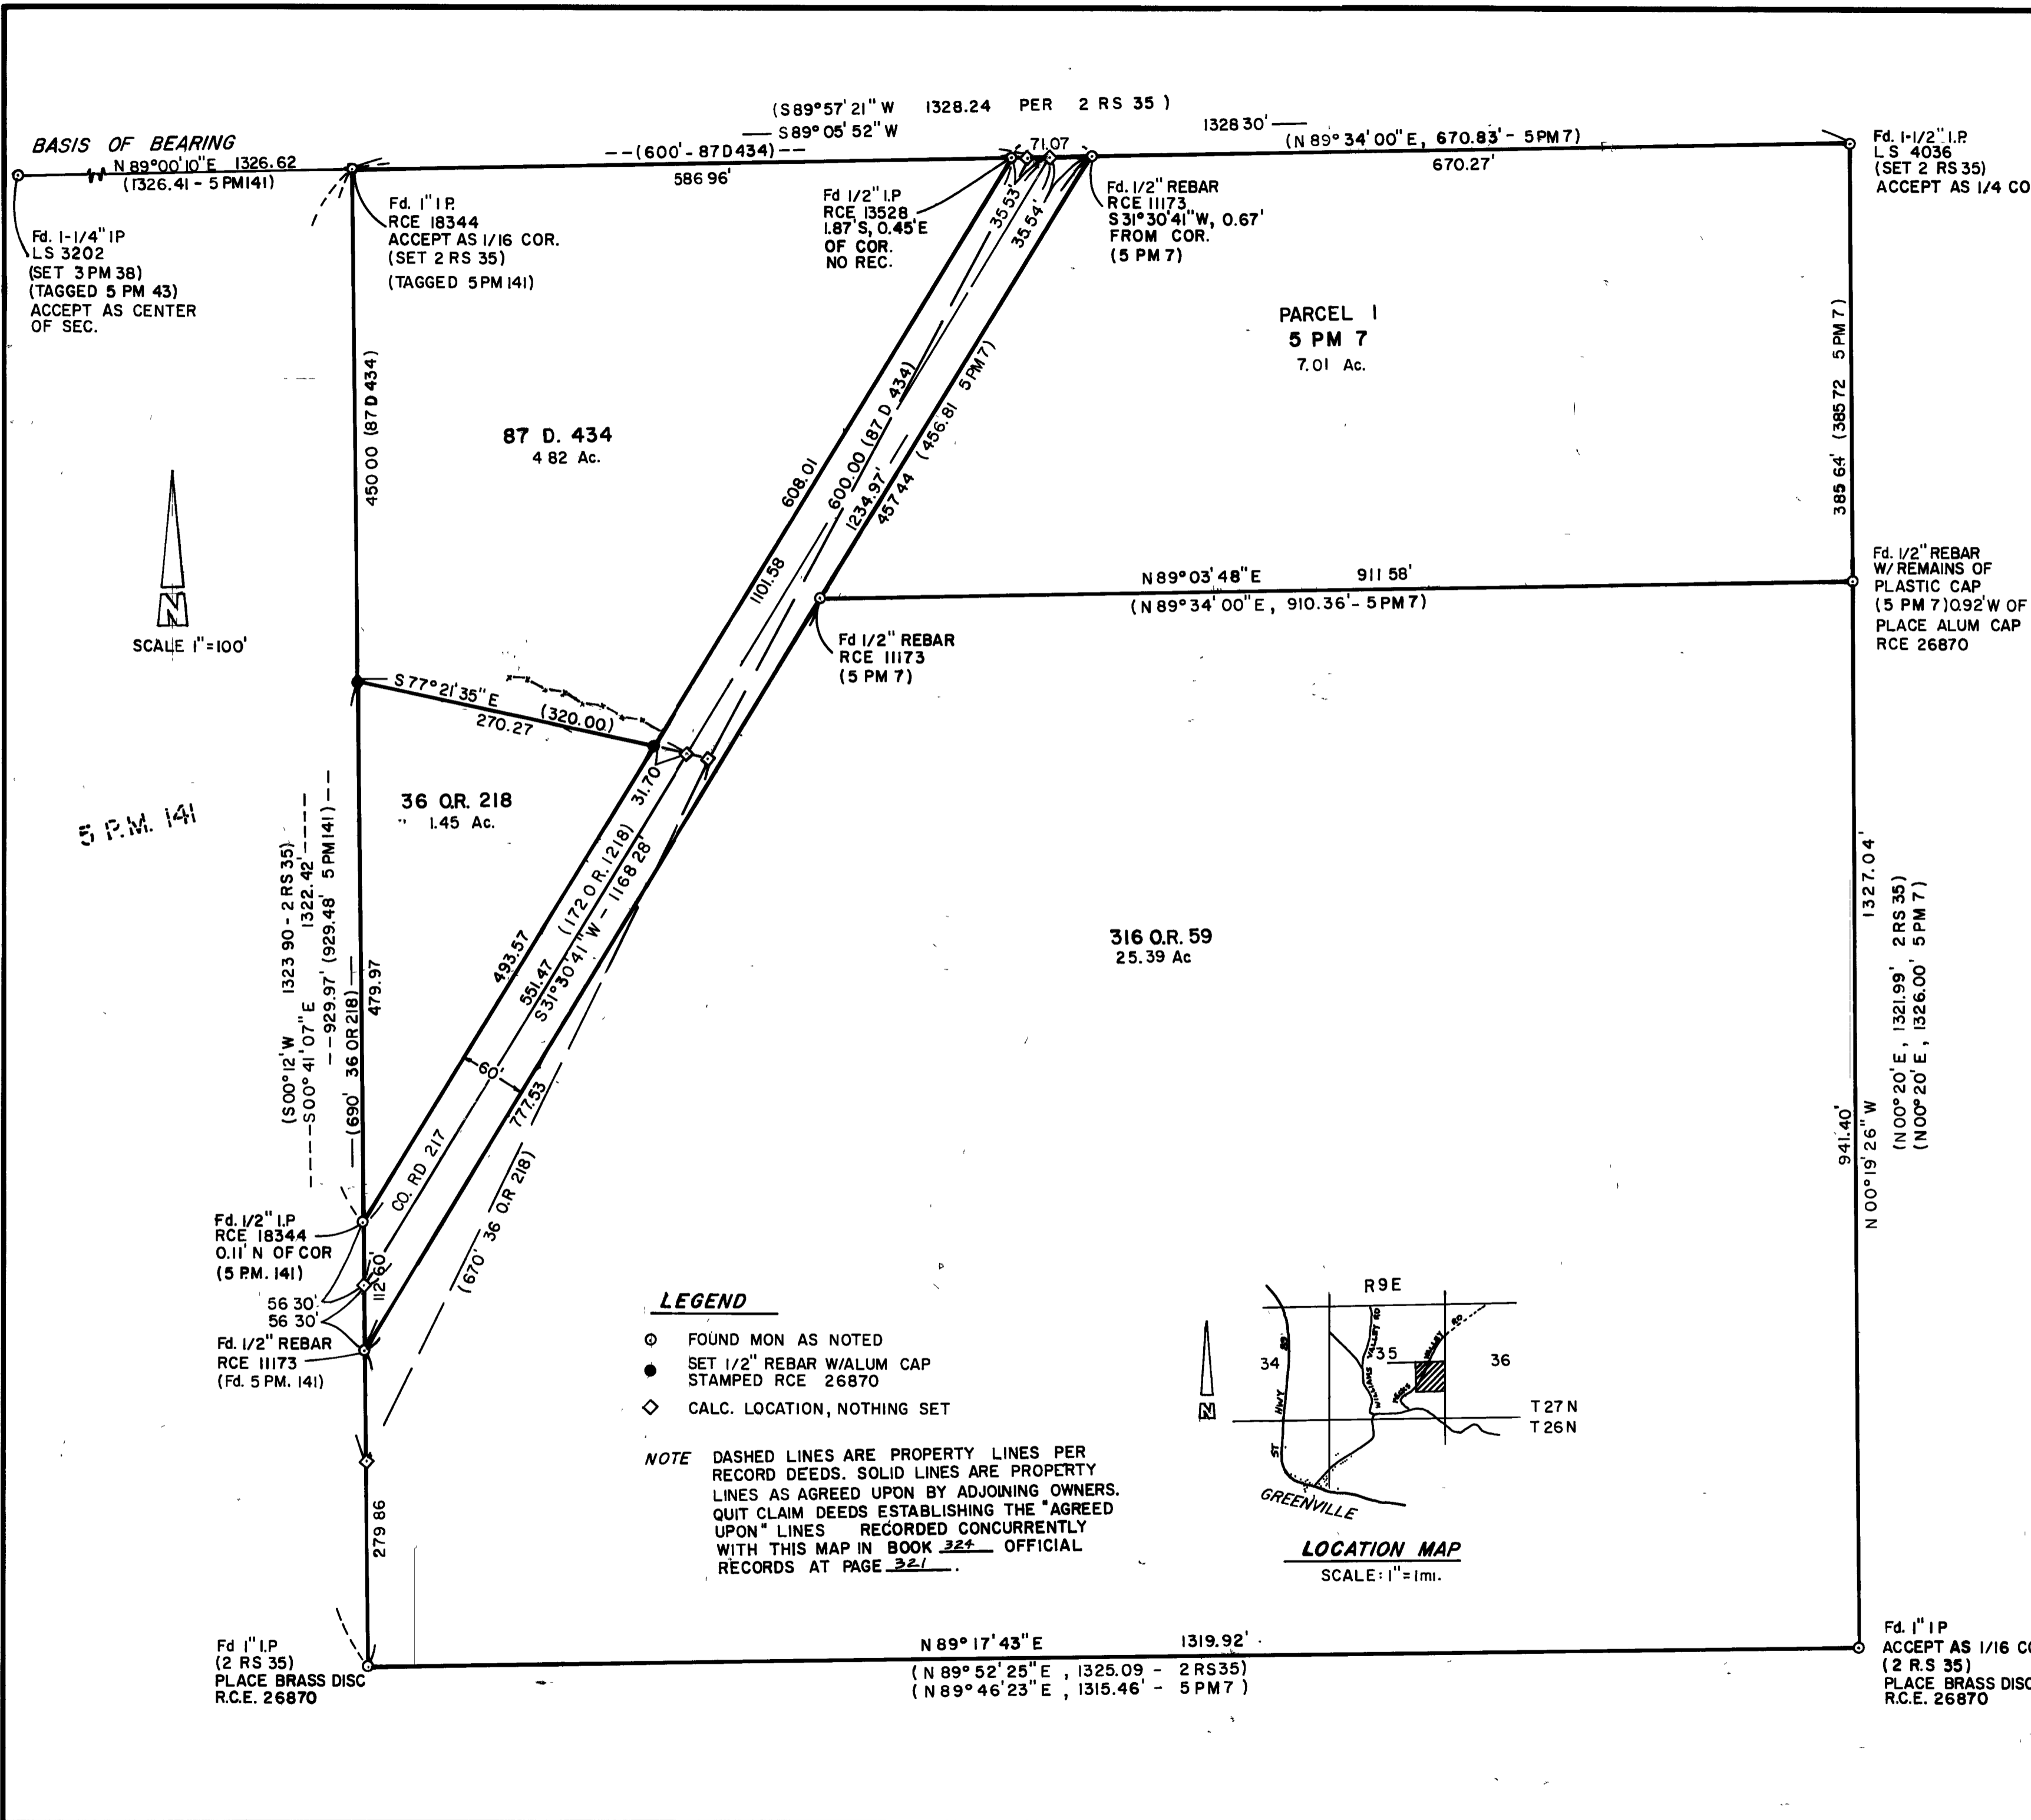 (S89°57'21"W 1328.24 PER 2 RS 35)
S89°05'52"W 1328 30'
BASIS OF BEARING
N 89°00'10"E 1326.62
(1326.41 - 5 PM141)
--(600'-87D434)--
586 96'
71.07
(N 89°34'00"E, 670.83'-5PM7)
670.27'
Fd. 1-1/2" I.P.
LS 4036
(SET 2 RS 35)
ACCEPT AS 1/4 CO
Fd. 1-1/4" IP
LS 3202
(SET 3 PM 38)
(TAGGED 5 PM 43)
ACCEPT AS CENTER
OF SEC.
Fd. 1" I P.
RCE 18344
ACCEPT AS 1/16 COR.
(SET 2 RS 35)
(TAGGED 5PM 141)
Fd 1/2" I.P
RCE 13528
1.87'S, 0.45'E
OF COR.
NO REC.
35.53'
35.54'
Fd. 1/2" REBAR
RCE 11173
S 31°30'41"W, 0.67'
FROM COR.
(5 PM 7)
PARCEL 1
5 PM 7
7.01 Ac.
450 00 (87 D 434)
87 D. 434
4 82 Ac.
608.01
600.00 (87 D 434)
1234.97'
457 44 (456.81 5PM7)
1101.58
385 64' (385 72 5 PM 7)
N
SCALE 1"=100'
N 89°03'48"E 911 58'
(N 89°34'00"E, 910.36'-5PM7)
Fd 1/2" REBAR
RCE 11173
(5 PM 7)
Fd. 1/2" REBAR
W/ REMAINS OF
PLASTIC CAP
(5 PM 7)0.92'W OF
PLACE ALUM CAP
RCE 26870
S 77°21'35"E (320.00)
270.27
31.70
36 O.R. 218
1.45 Ac.
5 P.M. 141
(S00°12'W 1323 90 - 2 RS 35)
-----S00°41'07"E 1322.42'-----
--929.97' (929.48' 5 PM141)--
(690' 36 OR 218)
479.97
493.57
551.47 (172 O R. 1218)
S 31°30'41"W - 1168 28'
60'
777.53
CO. RD 217
(670' 36 O.R 218)
316 O.R. 59
25.39 Ac
1327.04'
N 00°19'26"W
(N00°20'E, 1321.99' 2RS 35)
(N00°20'E, 1326.00' 5PM 7)
941.40'
Fd. 1/2" I.P
RCE 18344
0.11' N OF COR
(5 P.M. 141)
56 30'
56 30'
112 60'
Fd. 1/2" REBAR
RCE 11173
(Fd. 5 PM. 141)
279 86
LEGEND
FOUND MON AS NOTED
SET 1/2" REBAR W/ALUM CAP
STAMPED RCE 26870
CALC. LOCATION, NOTHING SET
NOTE DASHED LINES ARE PROPERTY LINES PER
RECORD DEEDS. SOLID LINES ARE PROPERTY
LINES AS AGREED UPON BY ADJOINING OWNERS.
QUIT CLAIM DEEDS ESTABLISHING THE "AGREED
UPON" LINES RECORDED CONCURRENTLY
WITH THIS MAP IN BOOK 324 OFFICIAL
RECORDS AT PAGE 321.
R9E
34
35
36
ST HWY 89
WILLIAMS VALLEY RD
VALLEY RD
T 27 N
T 26 N
N
GREENVILLE
LOCATION MAP
SCALE: 1"=1mi.
Fd 1" I.P
(2 RS 35)
PLACE BRASS DISC
R.C.E. 26870
N 89°17'43"E 1319.92'
(N 89°52'25"E, 1325.09 - 2RS35)
(N 89°46'23"E, 1315.46' - 5 PM7)
Fd. 1" I P
ACCEPT AS 1/16 CO
(2 R.S 35)
PLACE BRASS DISC
R.C.E. 26870